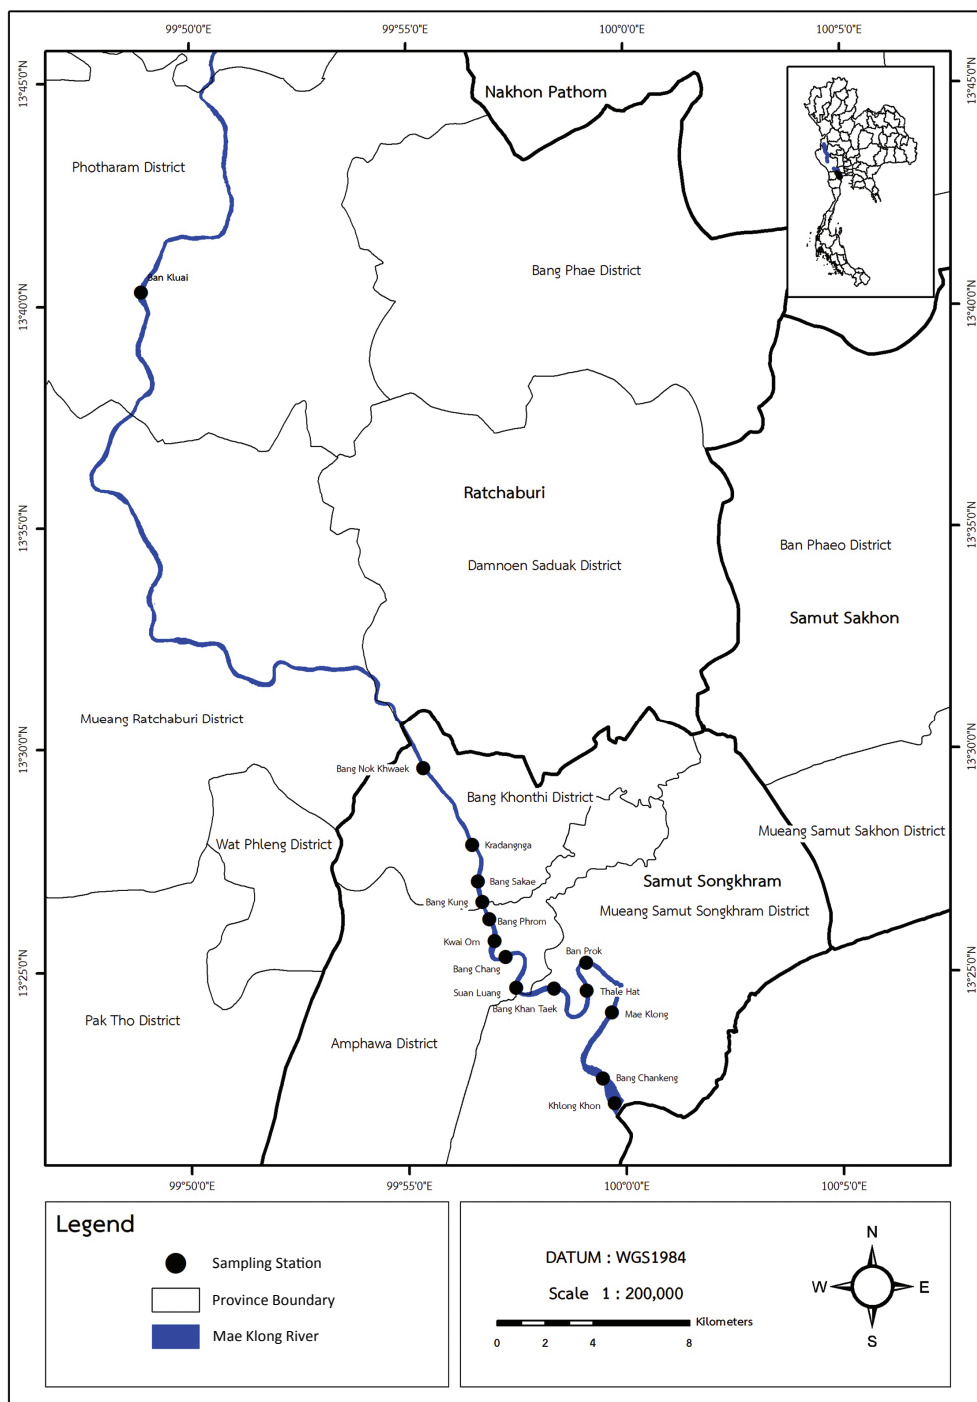 99°50'0"E
99°55'0"E
100°0'0"E
100°5'0"E
13°45'0"N
13°45'0"N
Nakhon Pathom
Photharam District
Bang Phae District
Ban Kluai
13°40'0"N
13°40'0"N
Ratchaburi
13°35'0"N
13°35'0"N
Ban Phaeo District
Damnoen Saduak District
Samut Sakhon
Mueang Ratchaburi District
13°30'0"N
13°30'0"N
Bang Nok Khwaek
Bang Khonthi District
Mueang Samut Sakhon District
Wat Phleng District
Kradangnga
Bang Sakae
Samut Songkhram
Bang Kung
Mueang Samut Songkhram District
Bang Phrom
Kwai Om
Ban Prok
Bang Chang
13°25'0"N
13°25'0"N
Suan Luang
Thale Hat
Bang Khan Taek
Mae Klong
Pak Tho District
Amphawa District
Bang Chankeng
Khlong Khon
99°50'0"E
99°55'0"E
100°0'0"E
100°5'0"E
Legend
Sampling Station
Province Boundary
Mae Klong River
DATUM : WGS1984
Scale 1 : 200,000
Kilometers
0 2 4 8
N
W
E
S